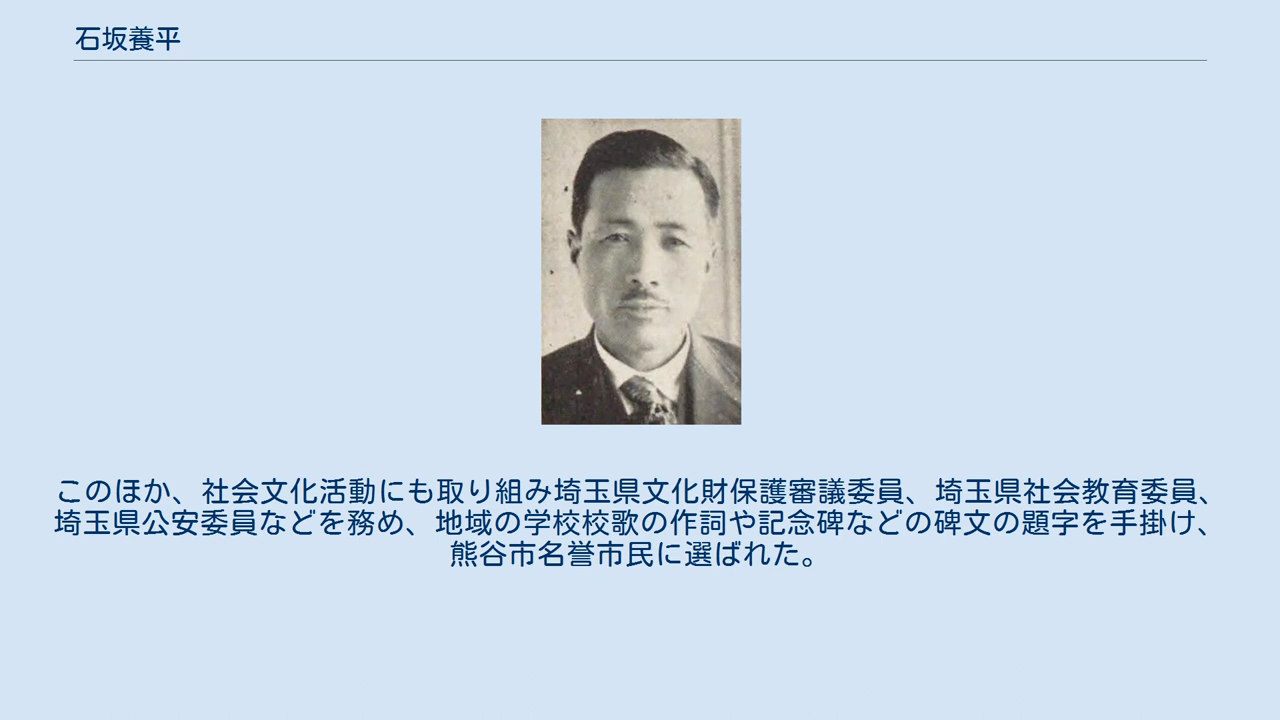 石坂養平
このほか、社会文化活動にも取り組み埼玉県文化財保護審議委員、埼玉県社会教育委員、
埼玉県公安委員などを務め、地域の学校校歌の作詞や記念碑などの碑文の題字を手掛け、
熊谷市名誉市民に選ばれた。